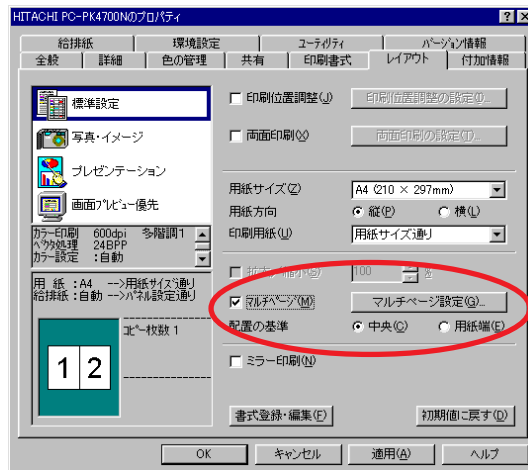 HITACHI PC-PK4700Nのプロパティ
給排紙 環境設定 ユーティリティ バージョン情報
全般 詳細 色の管理 共有 印刷書式 レイアウト 付加情報
標準設定
写真・イメージ
プレゼンテーション
画面プレビュー優先
カラー印刷 600dpi 多階調1
ベクタ処理 24BPP
カラー設定 :自動
用 紙 :A4 -->用紙サイズ通り
給排紙:自動 -->パネル設定通り
コピー枚数 1
1 2
印刷位置調整(J) 印刷位置調整の設定(I)...
両面印刷(X) 両面印刷の設定(T)...
用紙サイズ(Z) A4 (210 × 297mm)
用紙方向 縦(P) 横(L)
印刷用紙(U) 用紙サイズ通り
拡大/縮小(S) 100 %
マルチページ(M) マルチページ設定(G)...
配置の基準 中央(C) 用紙端(E)
ミラー印刷(N)
書式登録・編集(F) 初期値に戻す(D)
OK キャンセル 適用(A) ヘルプ